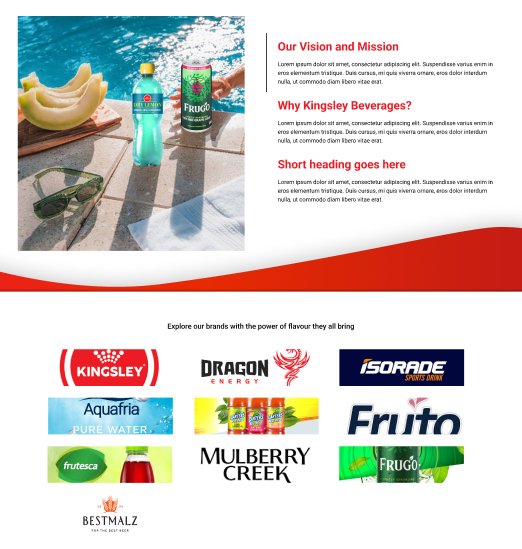 DRY LEMON
FRUGO
Our Vision and Mission
Lorem ipsum dolor sit amet, consectetur adipiscing elit. Suspendisse varius enim in
eros elementum tristique. Duis cursus, mi quis viverra ornare, eros dolor interdum
nulla, ut commodo diam libero vitae erat.
Why Kingsley Beverages?
Lorem ipsum dolor sit amet, consectetur adipiscing elit. Suspendisse varius enim in
eros elementum tristique. Duis cursus, mi quis viverra ornare, eros dolor interdum
nulla, ut commodo diam libero vitae erat.
Short heading goes here
Lorem ipsum dolor sit amet, consectetur adipiscing elit. Suspendisse varius enim in
eros elementum tristique. Duis cursus, mi quis viverra ornare, eros dolor interdum
nulla, ut commodo diam libero vitae erat.
Explore our brands with the power of flavour they all bring
KINGSLEY
DRAGON
ENERGY
ISORADE
SPORTS DRINK
Aquafria
PURE WATER
Fruito
frutesca
MULBERRY
CREEK
FRUGO
BESTMALZ
FOR THE BEST BEER